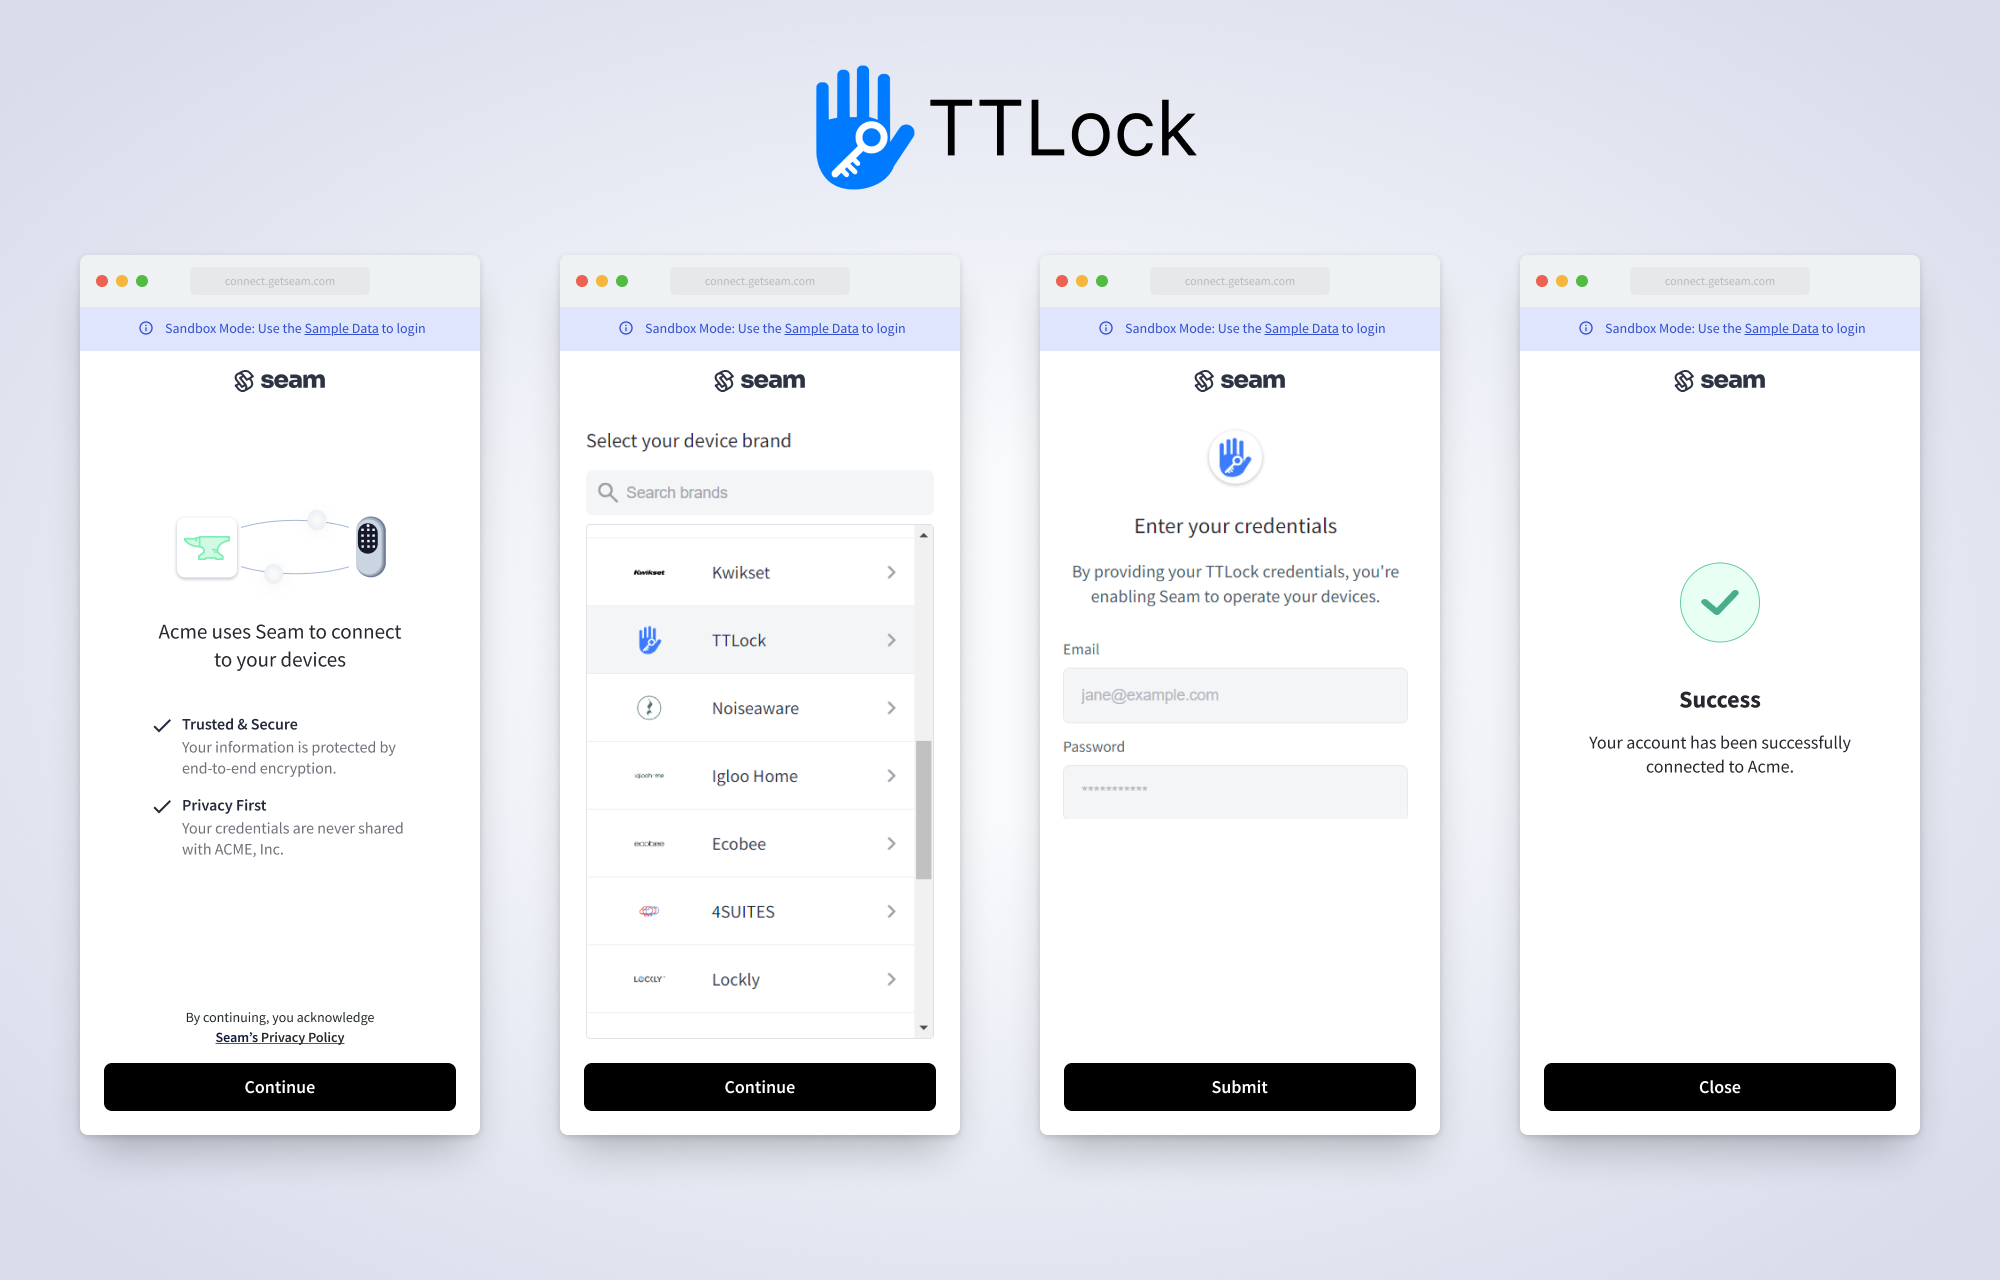 TTLock
connect.getseam.com
Sandbox Mode: Use the Sample Data to login
seam
Acme uses Seam to connect
to your devices
Trusted & Secure
Your information is protected by
end-to-end encryption.
Privacy First
Your credentials are never shared
with ACME, Inc.
By continuing, you acknowledge
Seam's Privacy Policy
Continue
connect.getseam.com
Sandbox Mode: Use the Sample Data to login
seam
Select your device brand
Search brands
Kwikset Kwikset
TTLock
Noiseaware
igloohome Igloo Home
ecobee Ecobee
4SUITES
LOCKLY Lockly
Continue
connect.getseam.com
Sandbox Mode: Use the Sample Data to login
seam
Enter your credentials
By providing your TTLock credentials, you're
enabling Seam to operate your devices.
Email
jane@example.com
Password
***********
Submit
connect.getseam.com
Sandbox Mode: Use the Sample Data to login
seam
Success
Your account has been successfully
connected to Acme.
Close